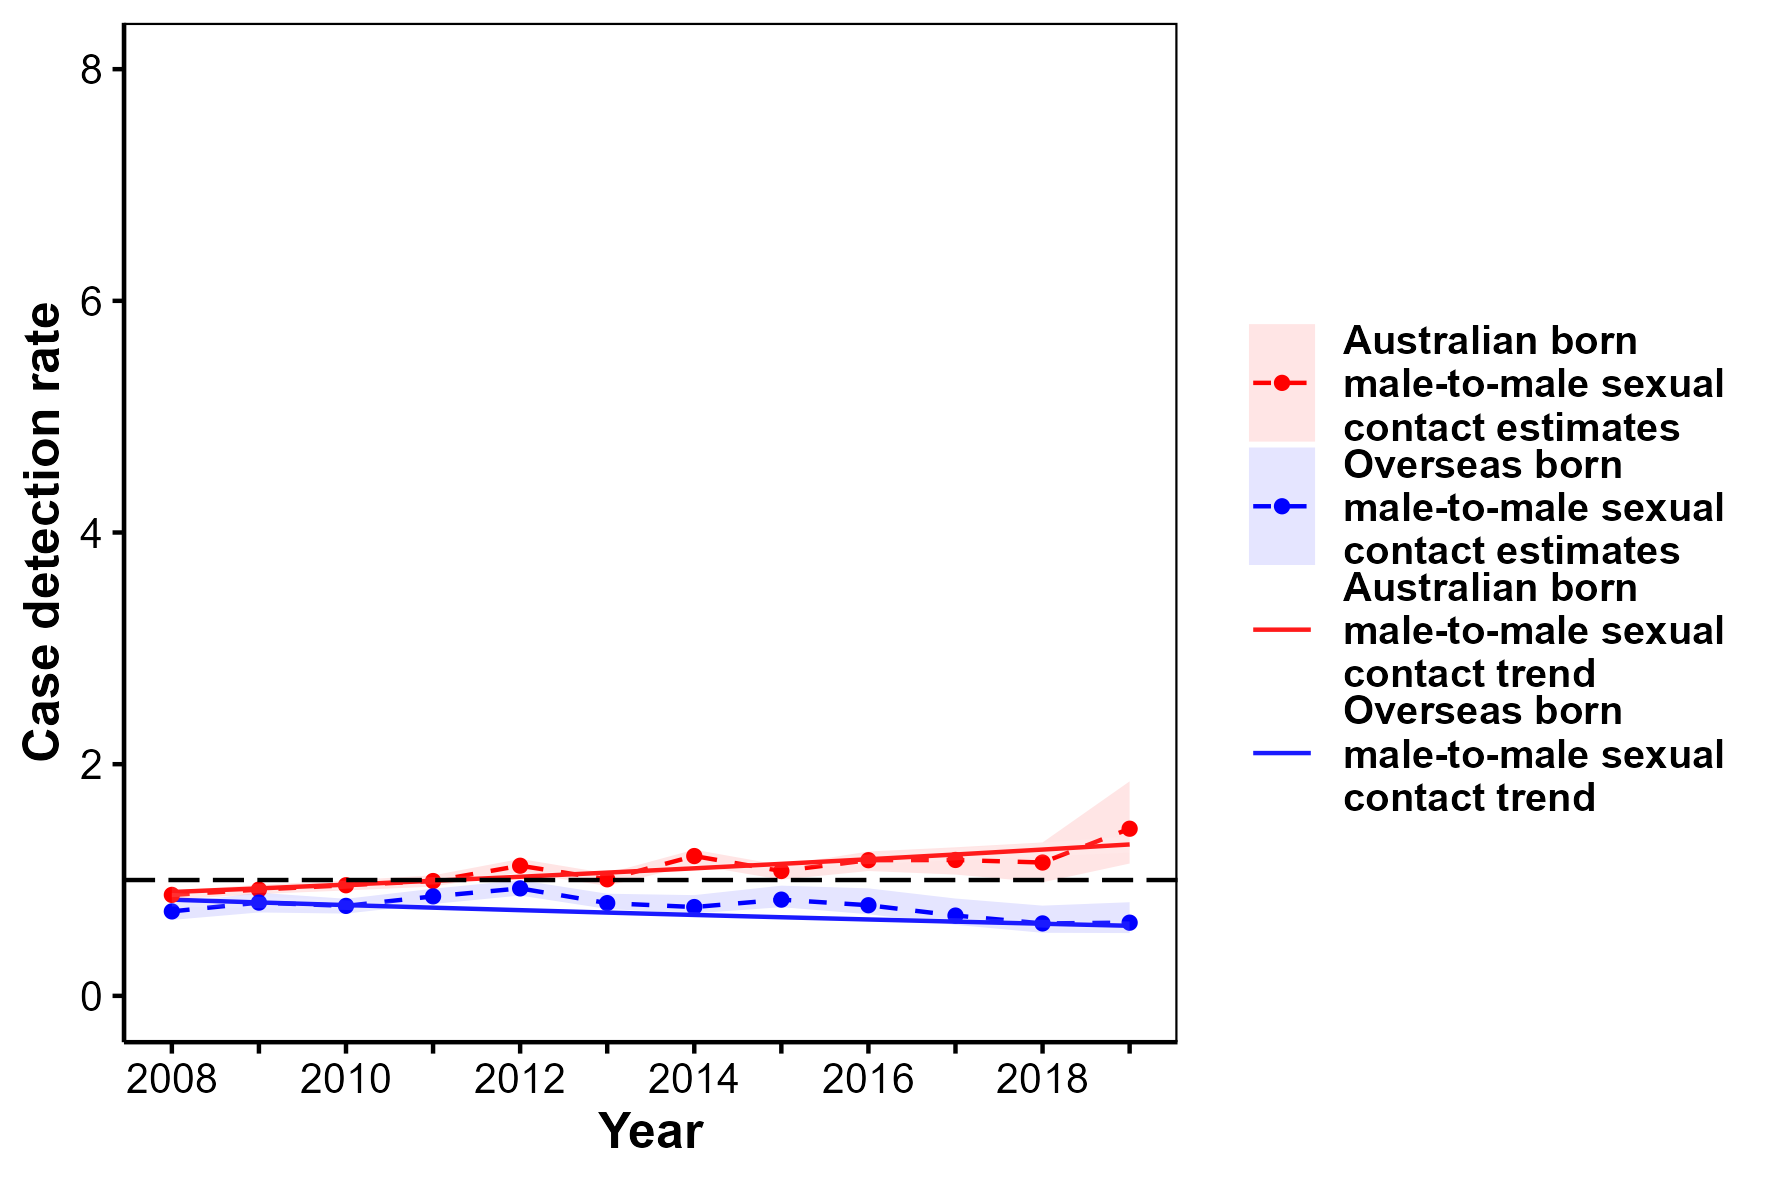 8
6
4
2
0
Case detection rate
2008 2010 2012 2014 2016 2018
Year
Australian born
male-to-male sexual
contact estimates
Overseas born
male-to-male sexual
contact estimates
Australian born
male-to-male sexual
contact trend
Overseas born
male-to-male sexual
contact trend